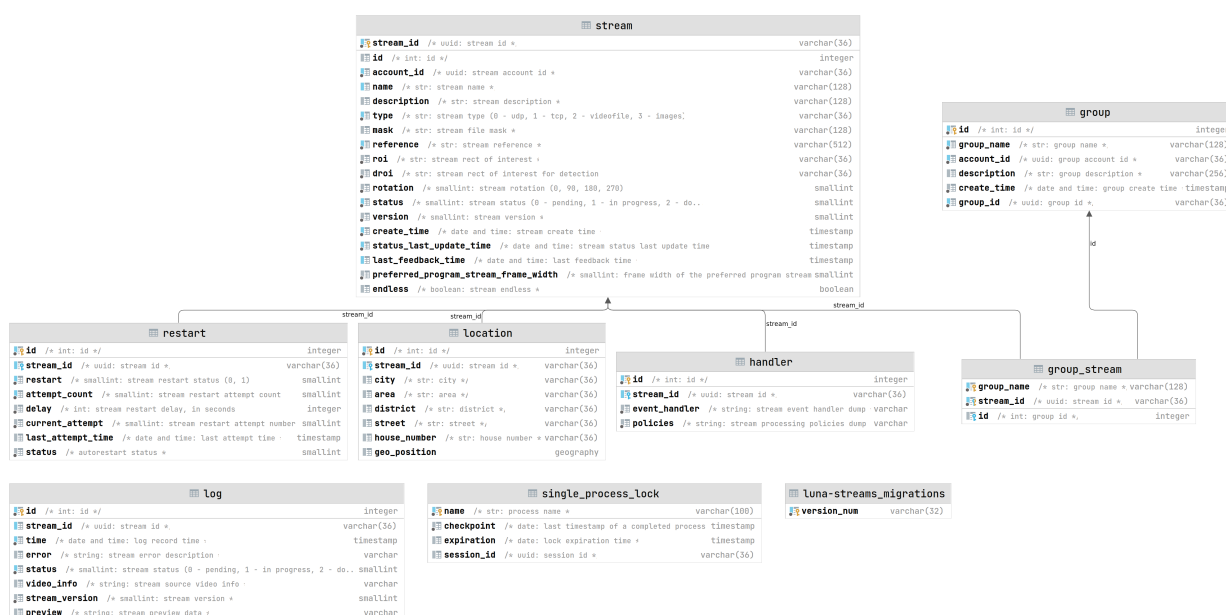 stream
stream_id /* uuid: stream id * varchar(36)
id /* int: id */ integer
account_id /* uuid: stream account id * varchar(36)
name /* str: stream name * varchar(128)
description /* str: stream description * varchar(128)
type /* str: stream type (0 - udp, 1 - tcp, 2 - videofile, 3 - images) varchar(36)
mask /* str: stream file mask * varchar(128)
reference /* str: stream reference * varchar(512)
roi /* str: stream rect of interest varchar(36)
droi /* str: stream rect of interest for detection varchar(36)
rotation /* smallint: stream rotation (0, 90, 180, 270) smallint
status /* smallint: stream status (0 - pending, 1 - in progress, 2 - do.. smallint
version /* smallint: stream version * smallint
create_time /* date and time: stream create time timestamp
status_last_update_time /* date and time: stream status last update time timestamp
last_feedback_time /* date and time: last feedback time timestamp
preferred_program_stream_frame_width /* smallint: frame width of the preferred program stream smallint
endless /* boolean: stream endless * boolean
group
id /* int: id */ integer
group_name /* str: group name * varchar(128)
account_id /* uuid: group account id * varchar(36)
description /* str: group description * varchar(256)
create_time /* date and time: group create time timestamp
group_id /* uuid: group id * varchar(36)
id
stream_id
stream_id
stream_id
stream_id
restart
id /* int: id */ integer
stream_id /* uuid: stream id * varchar(36)
restart /* smallint: stream restart status (0, 1) smallint
attempt_count /* smallint: stream restart attempt count smallint
delay /* int: stream restart delay, in seconds integer
current_attempt /* smallint: stream restart attempt number smallint
last_attempt_time /* date and time: last attempt time timestamp
status /* autorestart status * smallint
location
id /* int: id */ integer
stream_id /* uuid: stream id * varchar(36)
city /* str: city */ varchar(36)
area /* str: area */ varchar(36)
district /* str: district * varchar(36)
street /* str: street * varchar(36)
house_number /* str: house number * varchar(36)
geo_position geography
handler
id /* int: id */ integer
stream_id /* uuid: stream id * varchar(36)
event_handler /* string: stream event handler dump varchar
policies /* string: stream processing policies dump varchar
group_stream
group_name /* str: group name * varchar(128)
stream_id /* uuid: stream id * varchar(36)
id /* int: group id * integer
log
id /* int: id */ integer
stream_id /* uuid: stream id * varchar(36)
time /* date and time: log record time timestamp
error /* string: stream error description varchar
status /* smallint: stream status (0 - pending, 1 - in progress, 2 - do.. smallint
video_info /* string: stream source video info varchar
stream_version /* smallint: stream version * smallint
preview /* string: stream preview data varchar
single_process_lock
name /* str: process name * varchar(100)
checkpoint /* date: last timestamp of a completed process timestamp
expiration /* date: lock expiration time timestamp
session_id /* uuid: session id * varchar(36)
luna-streams_migrations
version_num varchar(32)